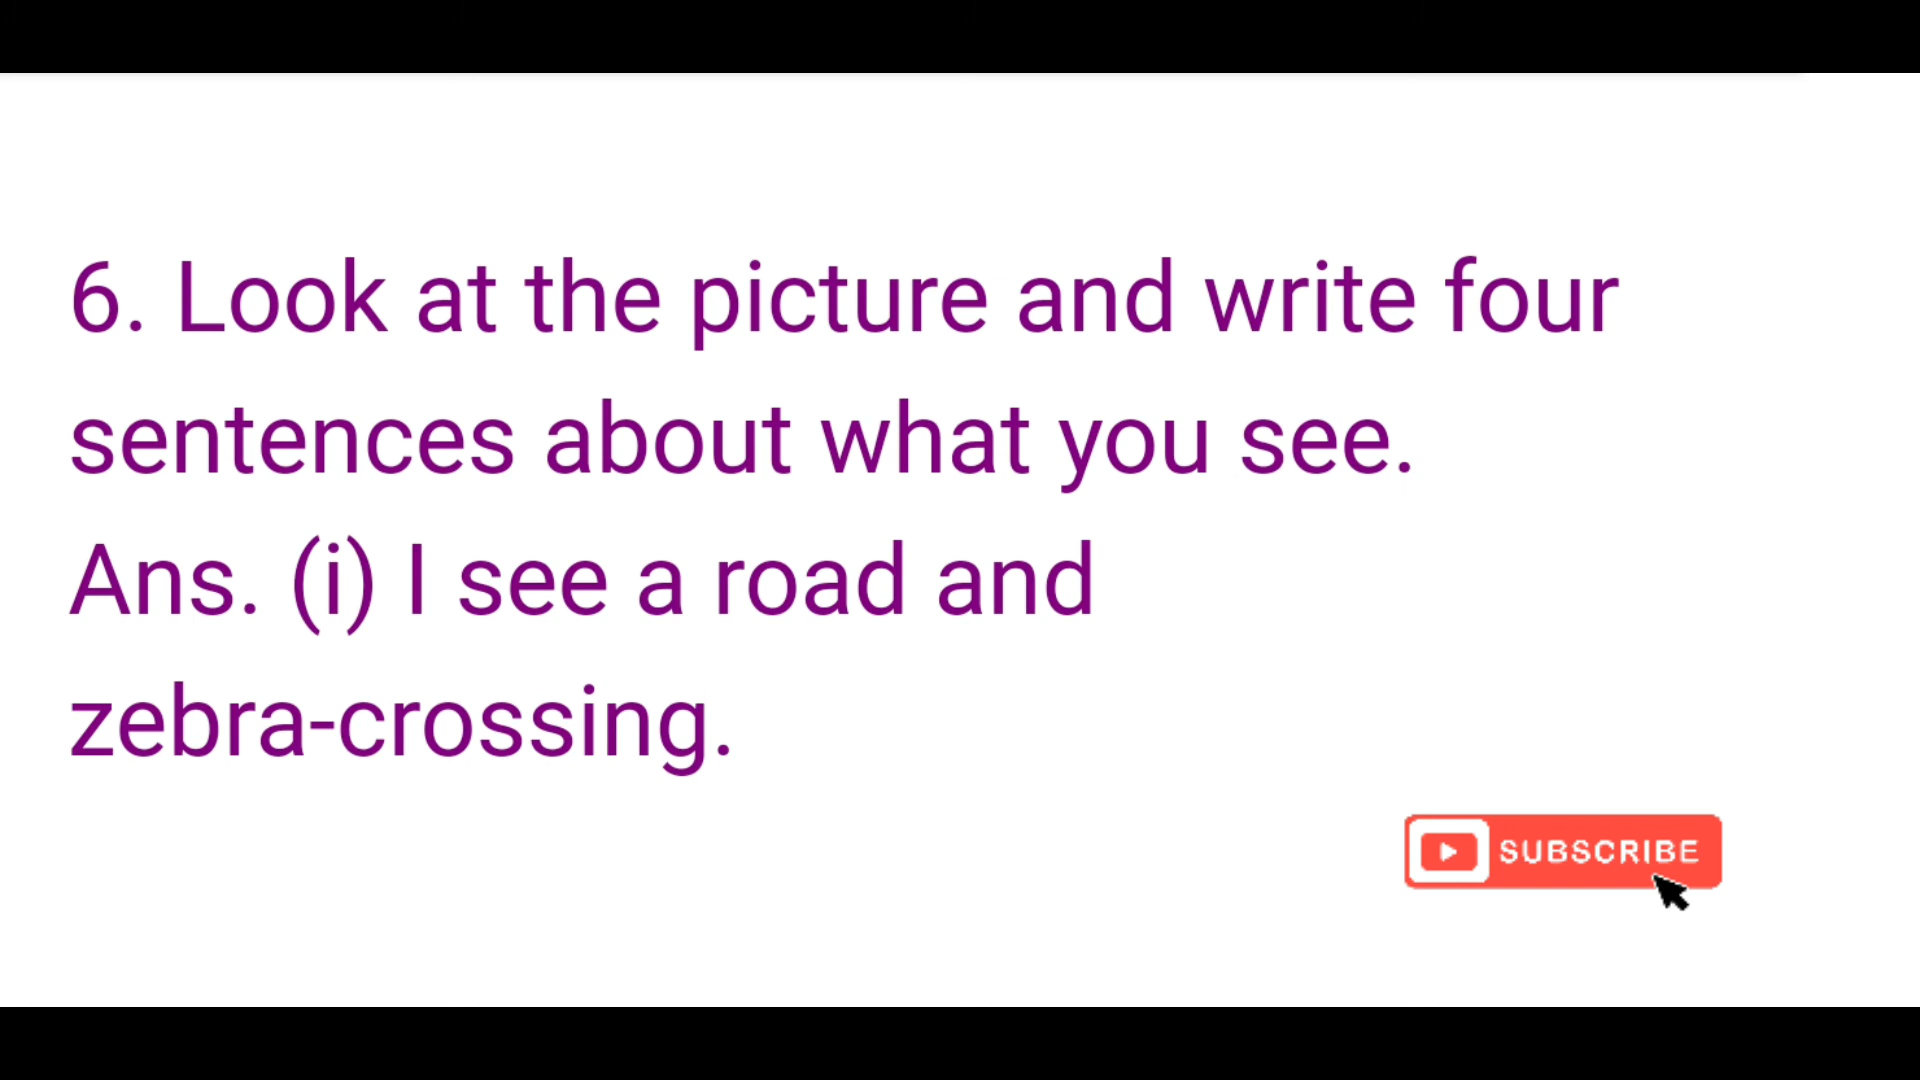 6. Look at the picture and write four
sentences about what you see.
Ans. (i) I see a road and
zebra-crossing.
SUBSCRIBE